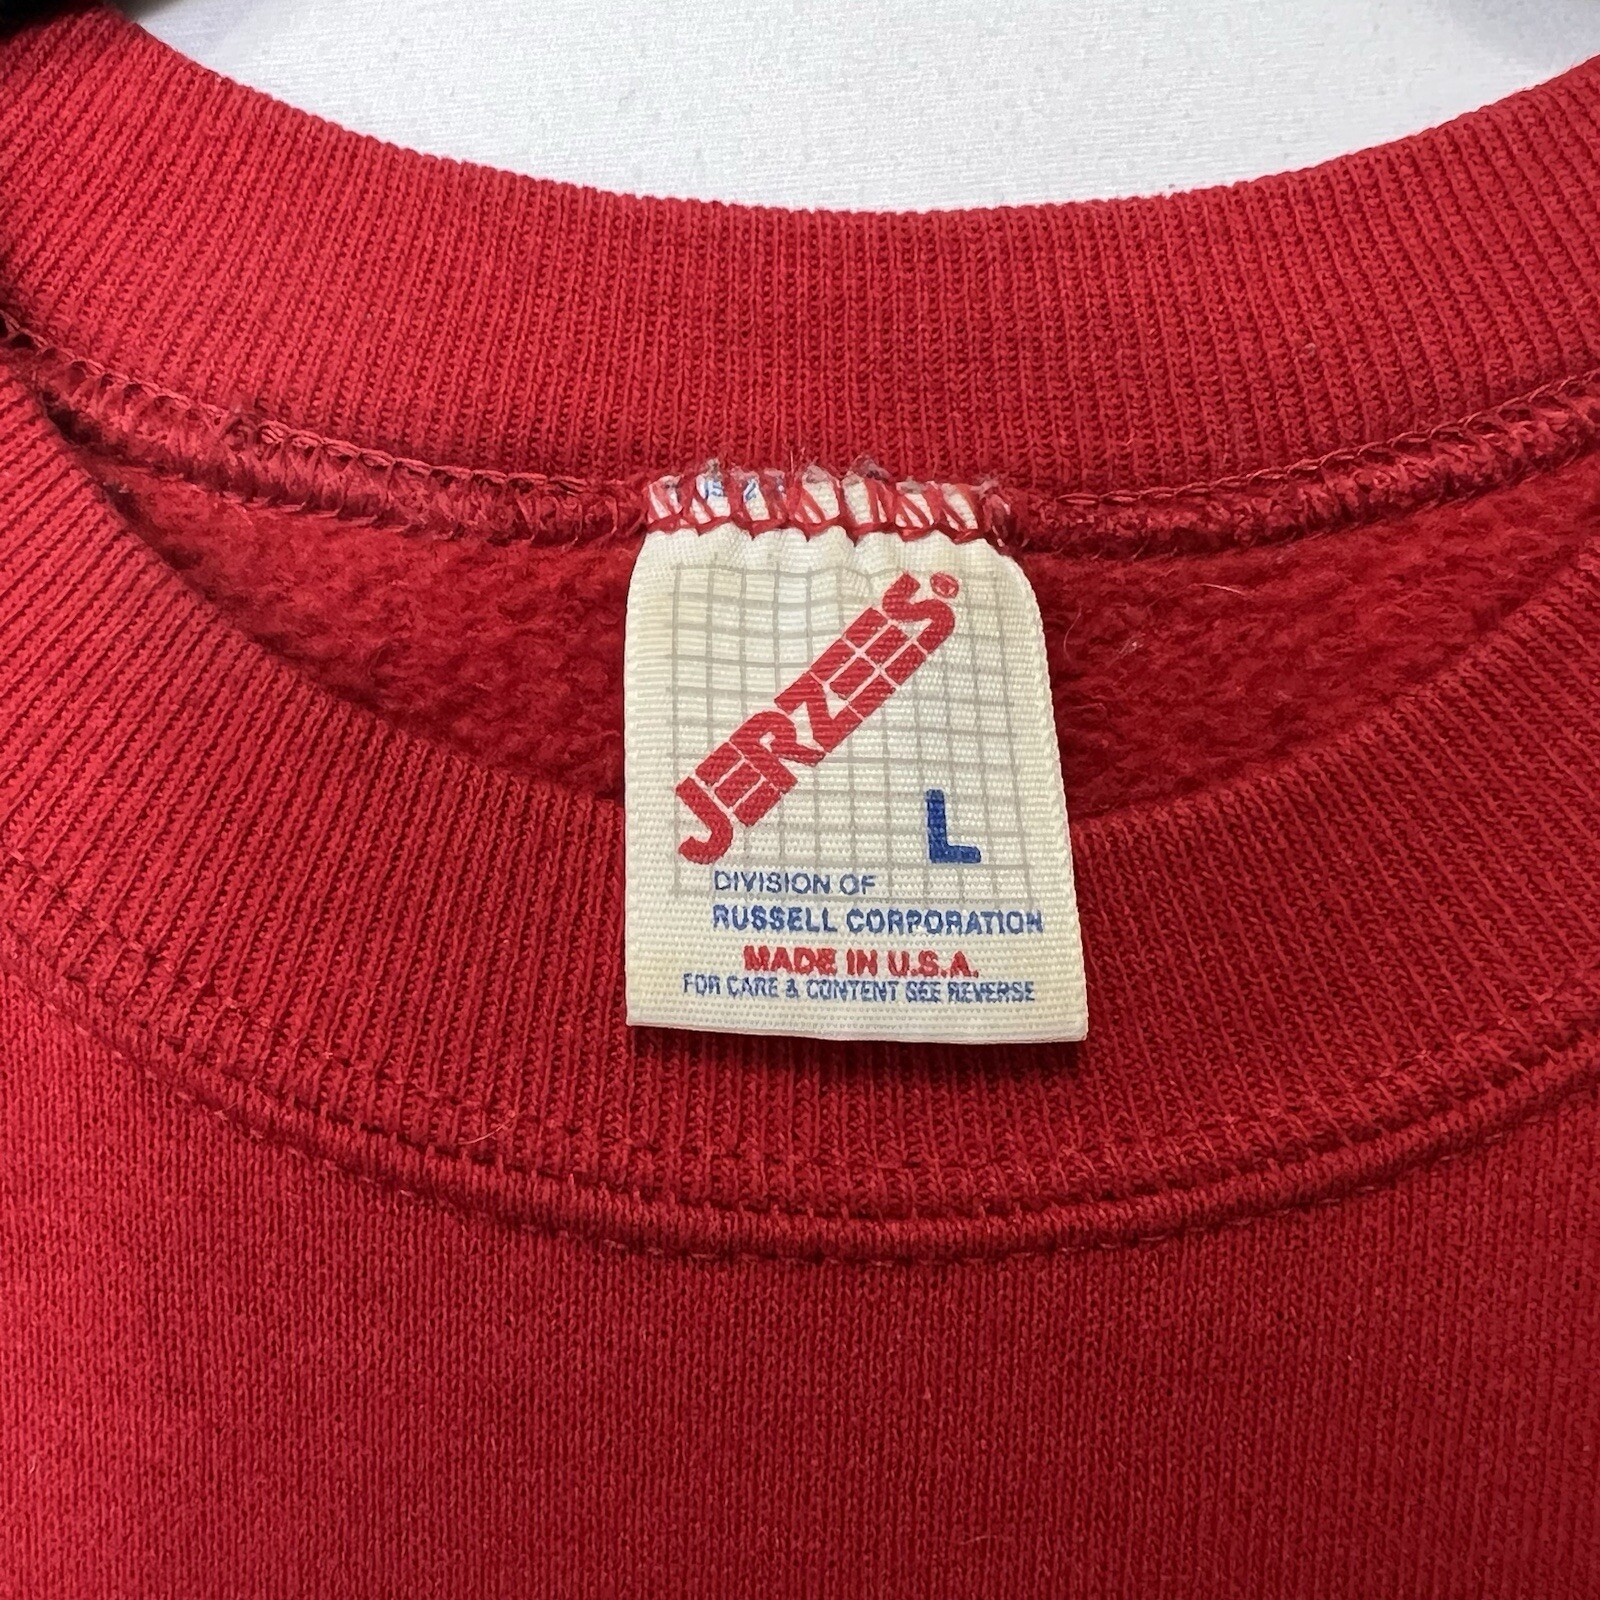 JERZEES®
L
DIVISION OF
RUSSELL CORPORATION
MADE IN U.S.A.
FOR CARE & CONTENT SEE REVERSE